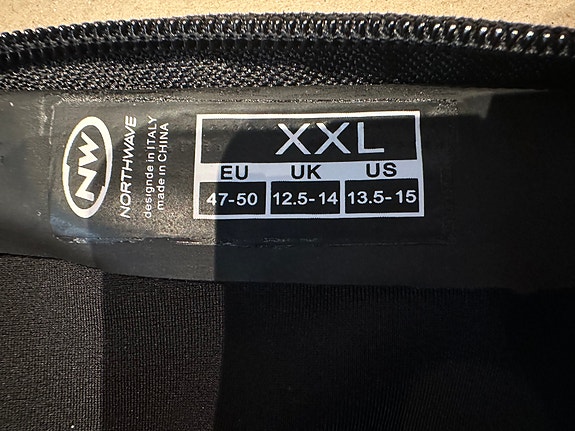 NW
NORTHWAVE
designde in ITALY
made in CHINA
XXL
EU UK US
47-50 12.5-14 13.5-15